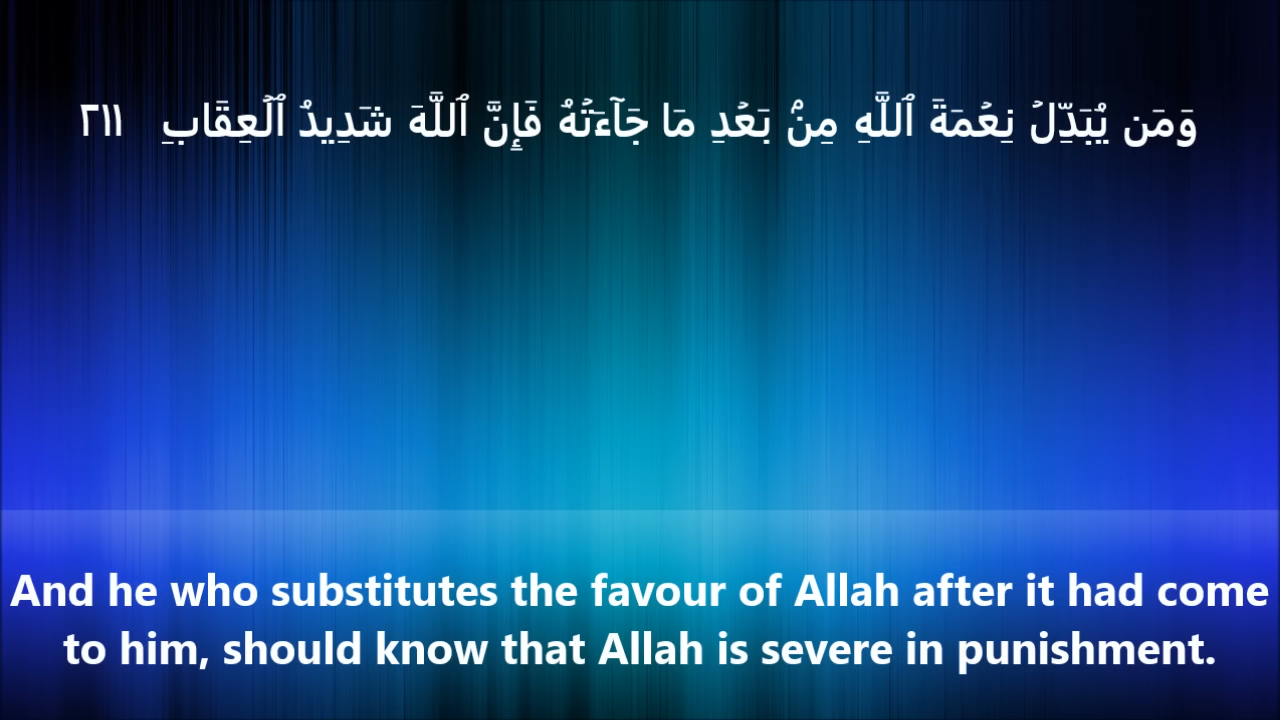 وَمَن يُبَدِّلْ نِعْمَةَ ٱللَّهِ مِنۢ بَعْدِ مَا جَآءَتْهُ فَإِنَّ ٱللَّهَ شَدِيدُ ٱلْعِقَابِ ٢١١
And he who substitutes the favour of Allah after it had come
to him, should know that Allah is severe in punishment.